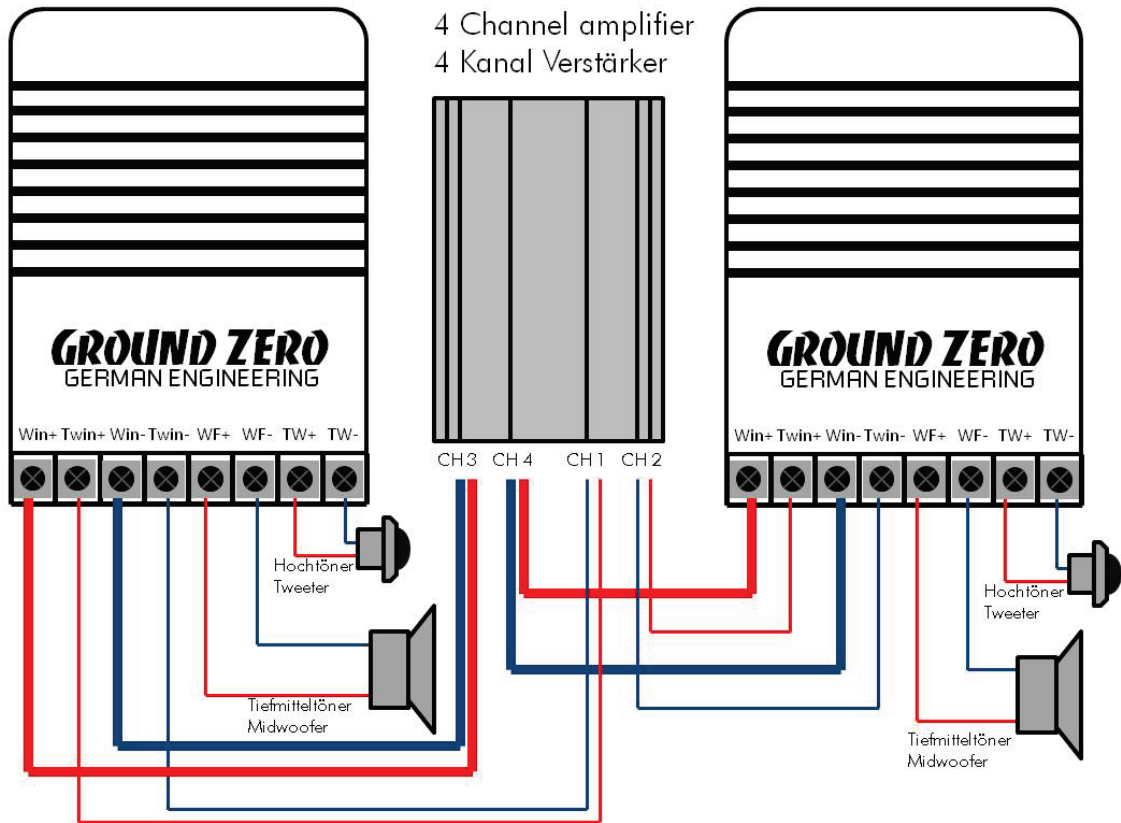 4 Channel amplifier
4 Kanal Verstärker
GROUND ZERO
GERMAN ENGINEERING
Win+ Twin+ Win- Twin- WF+ WF- TW+ TW-
Hochtöner
Tweeter
Tiefmitteltöner
Midwoofer
CH 3 CH 4 CH 1 CH 2
GROUND ZERO
GERMAN ENGINEERING
Win+ Twin+ Win- Twin- WF+ WF- TW+ TW-
Hochtöner
Tweeter
Tiefmitteltöner
Midwoofer